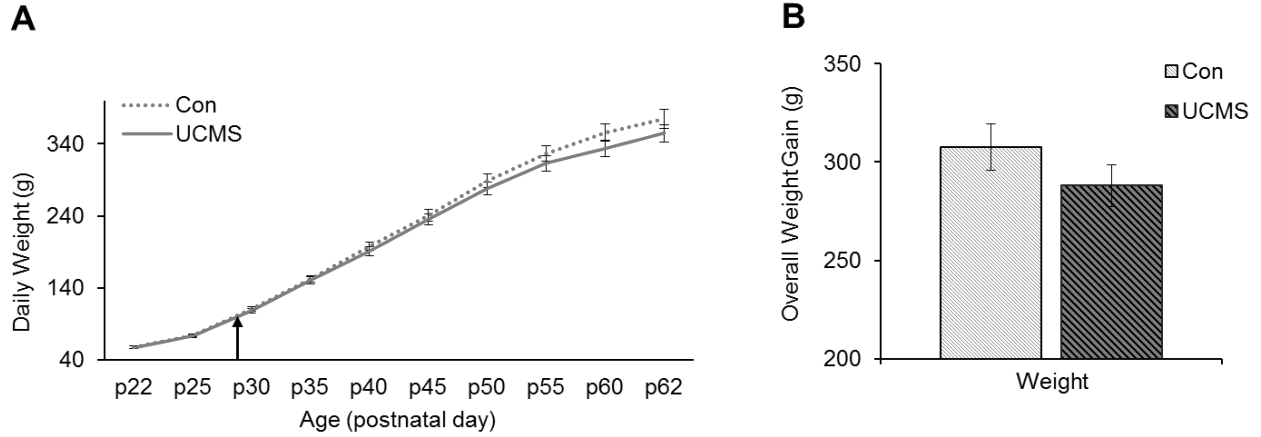 A
Con
UCMS
Daily Weight (g)
340
240
140
40
p22 p25 p30 p35 p40 p45 p50 p55 p60 p62
Age (postnatal day)
B
Con
UCMS
Overall WeightGain (g)
350
300
250
200
Weight